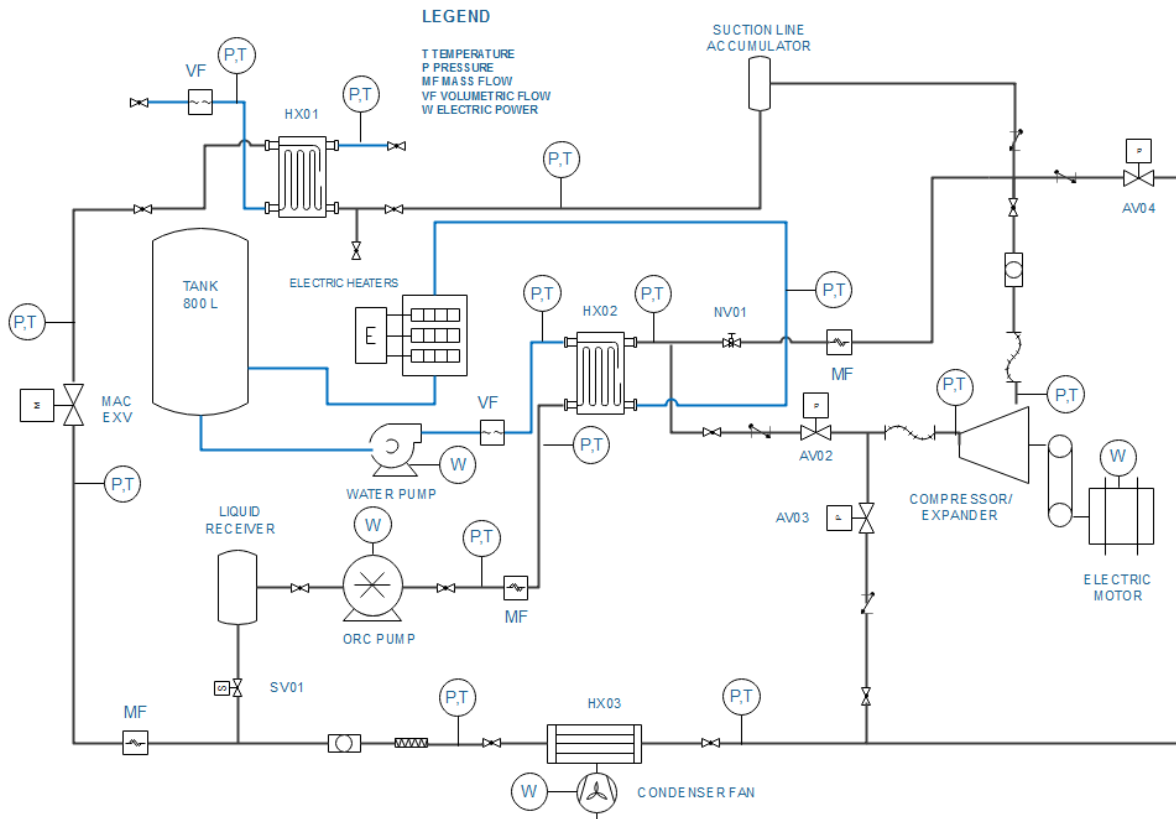 LEGEND
T TEMPERATURE
P PRESSURE
MF MASS FLOW
VF VOLUMETRIC FLOW
W ELECTRIC POWER
SUCTION LINE
ACCUMULATOR
P,T
VF
P,T
HX01
P,T
P
AV04
TANK
800 L
ELECTRIC HEATERS
E
P,T
HX02
P,T
NV01
P,T
MF
P,T
M
MAC
EXV
VF
W
WATER PUMP
P,T
P
AV02
P,T
P,T
COMPRESSOR/
EXPANDER
W
ELECTRIC
MOTOR
P,T
LIQUID
RECEIVER
W
ORC PUMP
P,T
MF
AV03
P
S
SV01
MF
P,T
HX03
P,T
W
CONDENSER FAN